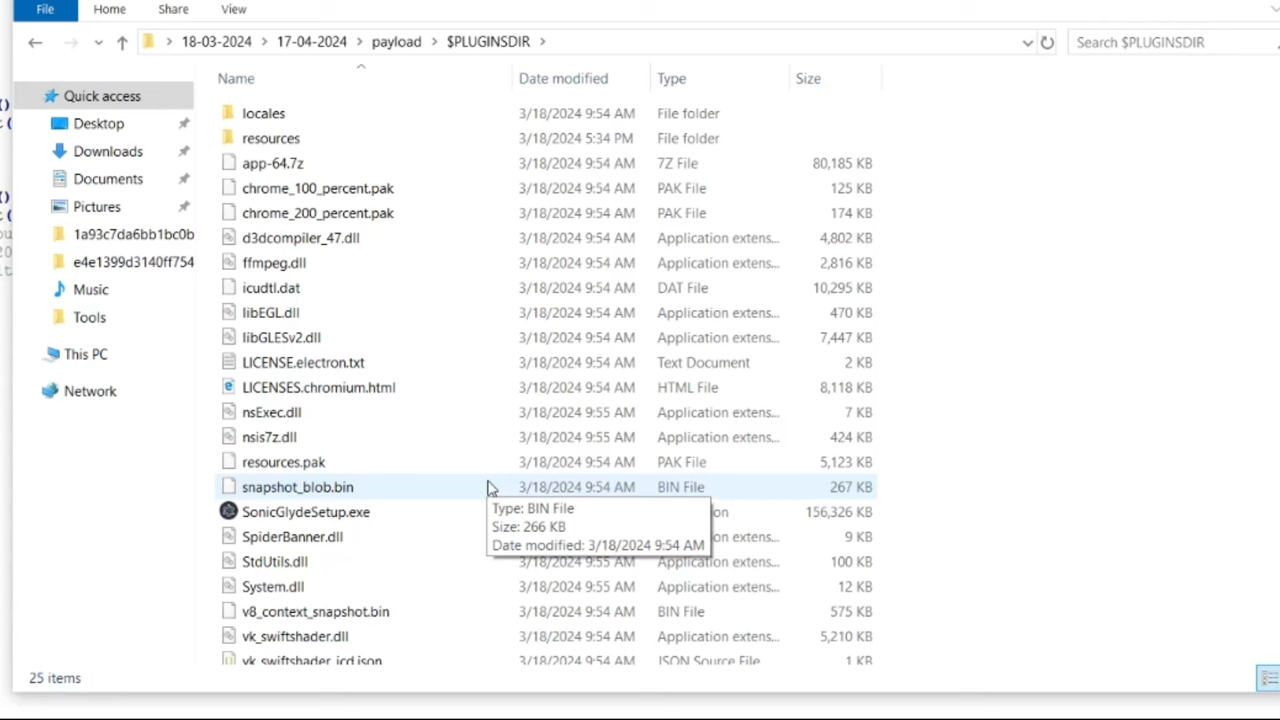 File Home Share View
18-03-2024 > 17-04-2024 > payload > $PLUGINSDIR > Search $PLUGINSDIR
Name Date modified Type Size
Quick access
Desktop
Downloads
Documents
Pictures
1a93c7da6bb1bc0b
e4e1399d3140ff754
Music
Tools
This PC
Network
locales 3/18/2024 9:54 AM File folder
resources 3/18/2024 5:34 PM File folder
app-64.7z 3/18/2024 9:54 AM 7Z File 80,185 KB
chrome_100_percent.pak 3/18/2024 9:54 AM PAK File 125 KB
chrome_200_percent.pak 3/18/2024 9:54 AM PAK File 174 KB
d3dcompiler_47.dll 3/18/2024 9:54 AM Application extens... 4,802 KB
ffmpeg.dll 3/18/2024 9:54 AM Application extens... 2,816 KB
icudtl.dat 3/18/2024 9:54 AM DAT File 10,295 KB
libEGL.dll 3/18/2024 9:54 AM Application extens... 470 KB
libGLESv2.dll 3/18/2024 9:54 AM Application extens... 7,447 KB
LICENSE.electron.txt 3/18/2024 9:54 AM Text Document 2 KB
LICENSES.chromium.html 3/18/2024 9:54 AM HTML File 8,118 KB
nsExec.dll 3/18/2024 9:55 AM Application extens... 7 KB
nsis7z.dll 3/18/2024 9:55 AM Application extens... 424 KB
resources.pak 3/18/2024 9:54 AM PAK File 5,123 KB
snapshot_blob.bin 3/18/2024 9:54 AM BIN File 267 KB
SonicGlydeSetup.exe 156,326 KB
SpiderBanner.dll Application extens... 9 KB
StdUtils.dll 3/18/2024 9:55 AM Application extens... 100 KB
System.dll 3/18/2024 9:55 AM Application extens... 12 KB
v8_context_snapshot.bin 3/18/2024 9:54 AM BIN File 575 KB
vk_swiftshader.dll 3/18/2024 9:54 AM Application extens... 5,210 KB
vk_swiftshader_icd.json 3/18/2024 9:54 AM JSON Source File 1 KB
Type: BIN File
Size: 266 KB
Date modified: 3/18/2024 9:54 AM
25 items